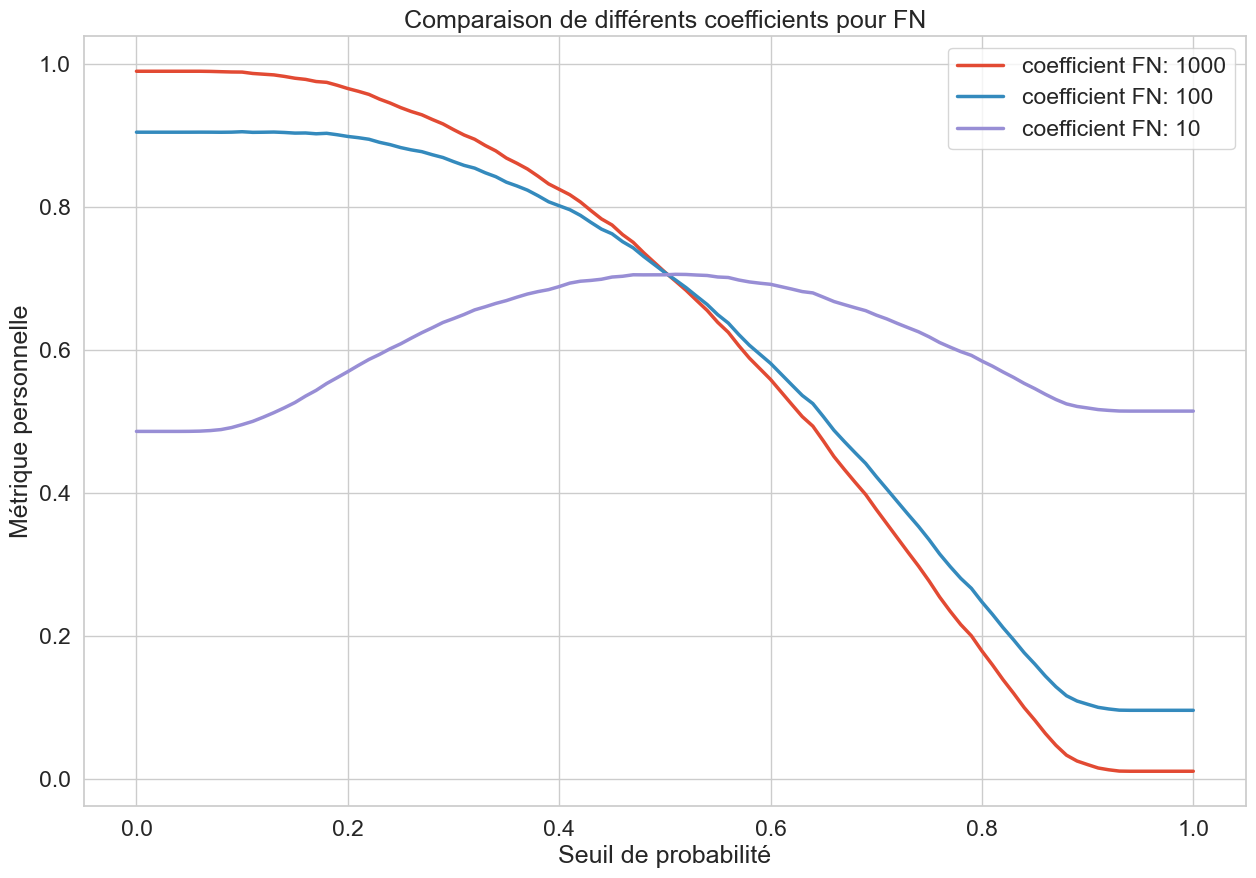 Comparaison de différents coefficients pour FN
coefficient FN: 1000
coefficient FN: 100
coefficient FN: 10
Métrique personnelle
1.0
0.8
0.6
0.4
0.2
0.0
0.0 0.2 0.4 0.6 0.8 1.0
Seuil de probabilité